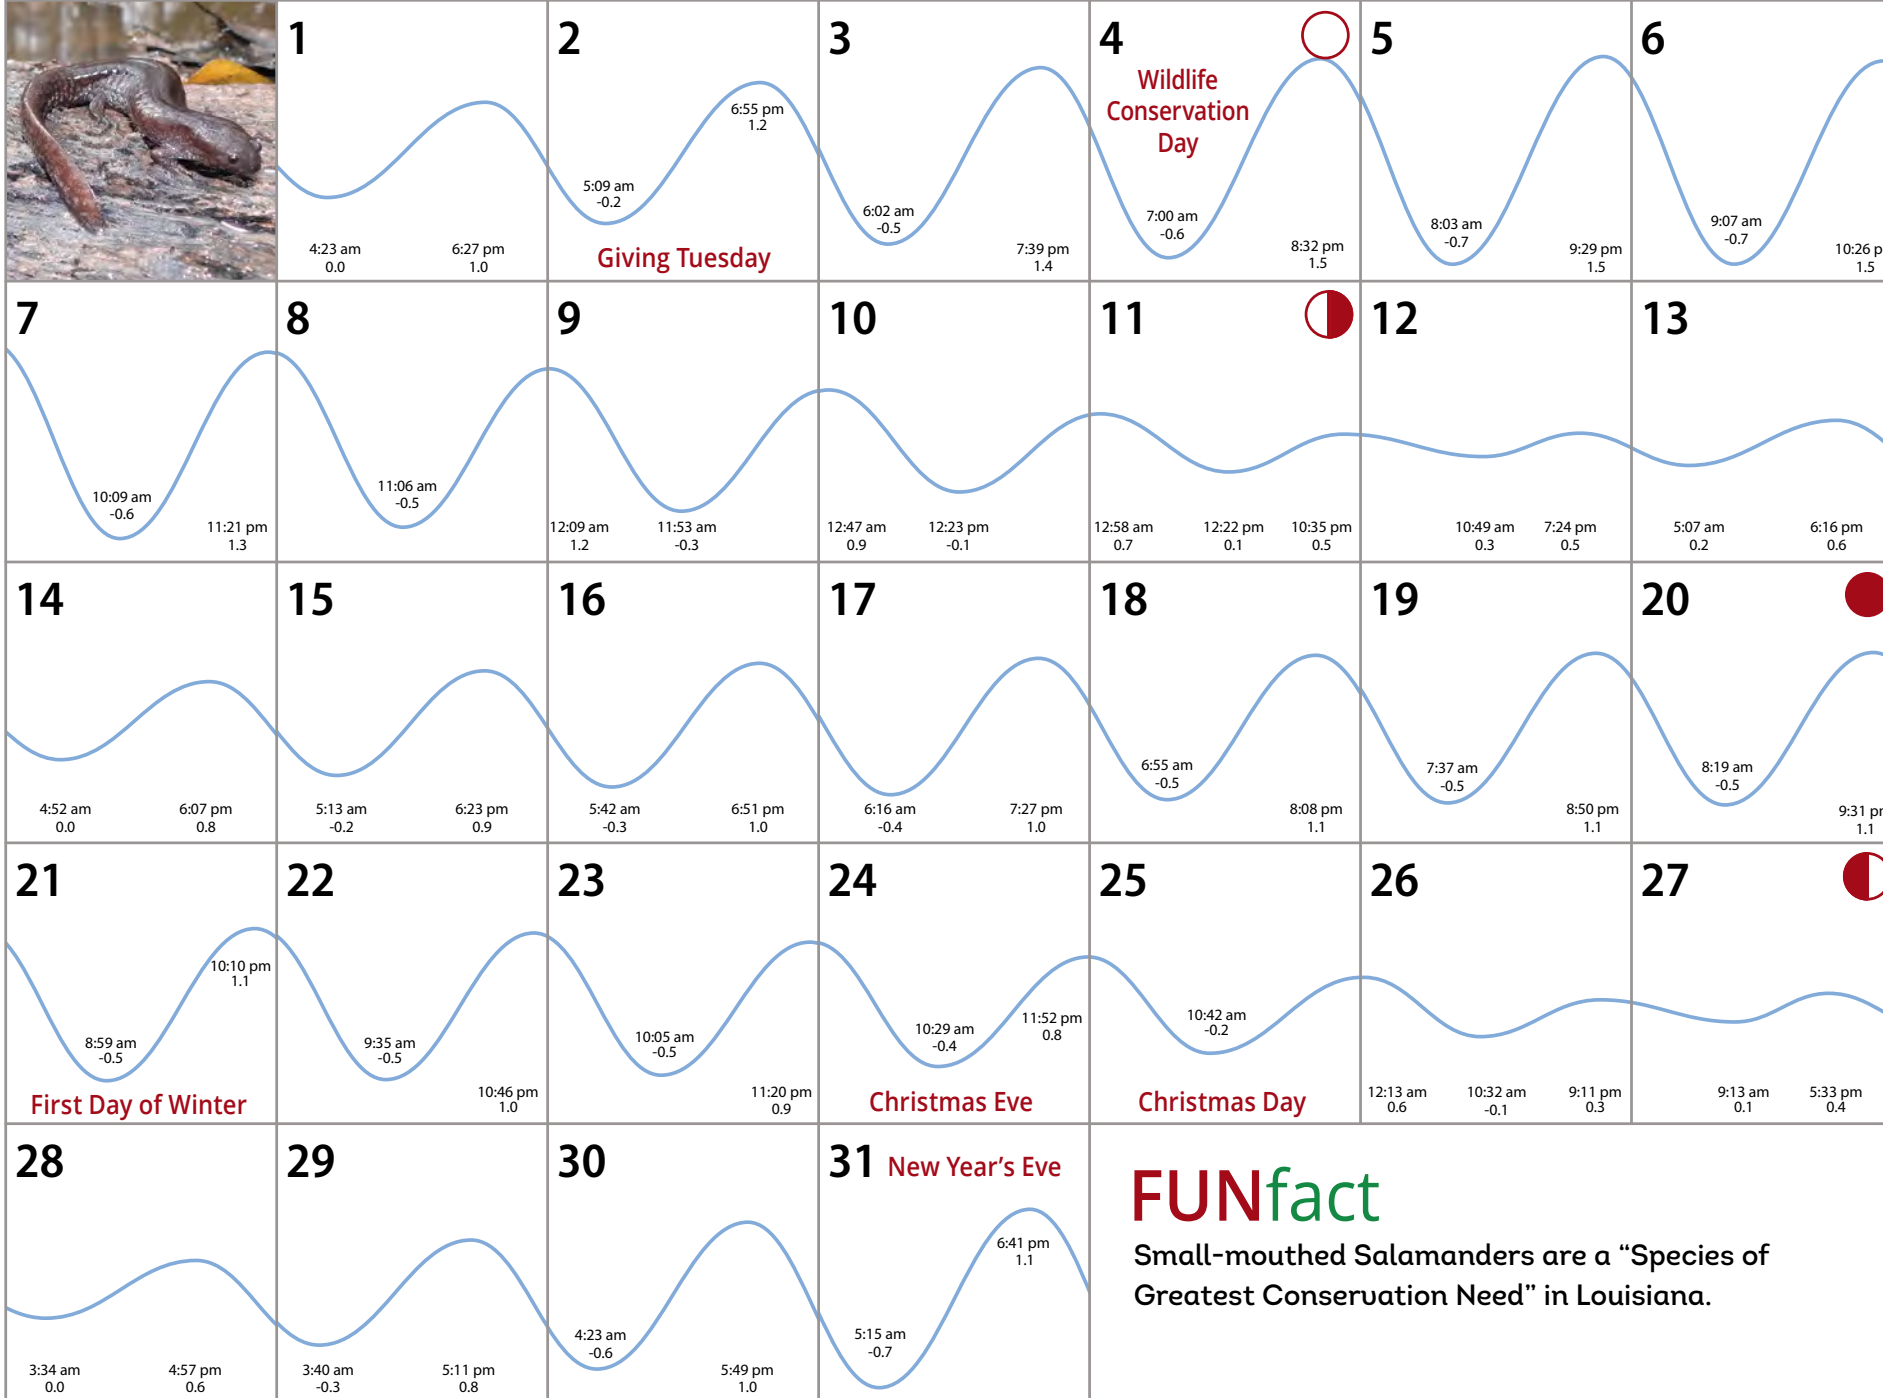 1
4:23 am
0.0
6:27 pm
1.0
2
5:09 am
-0.2
6:55 pm
1.2
Giving Tuesday
3
6:02 am
-0.5
7:39 pm
1.4
4
Wildlife
Conservation
Day
7:00 am
-0.6
8:32 pm
1.5
5
8:03 am
-0.7
9:29 pm
1.5
6
9:07 am
-0.7
10:26 p
1.5
7
10:09 am
-0.6
11:21 pm
1.3
8
11:06 am
-0.5
9
12:09 am
1.2
11:53 am
-0.3
10
12:47 am
0.9
12:23 pm
-0.1
11
12:58 am
0.7
12:22 pm
0.1
10:35 pm
0.5
12
10:49 am
0.3
7:24 pm
0.5
13
5:07 am
0.2
6:16 pm
0.6
14
4:52 am
0.0
6:07 pm
0.8
15
5:13 am
-0.2
6:23 pm
0.9
16
5:42 am
-0.3
6:51 pm
1.0
17
6:16 am
-0.4
7:27 pm
1.0
18
6:55 am
-0.5
8:08 pm
1.1
19
7:37 am
-0.5
8:50 pm
1.1
20
8:19 am
-0.5
9:31 pm
1.1
21
8:59 am
-0.5
10:10 pm
1.1
First Day of Winter
22
9:35 am
-0.5
10:46 pm
1.0
23
10:05 am
-0.5
11:20 pm
0.9
24
10:29 am
-0.4
11:52 pm
0.8
Christmas Eve
25
10:42 am
-0.2
Christmas Day
26
12:13 am
0.6
10:32 am
-0.1
9:11 pm
0.3
27
9:13 am
0.1
5:33 pm
0.4
28
3:34 am
0.0
4:57 pm
0.6
29
3:40 am
-0.3
5:11 pm
0.8
30
4:23 am
-0.6
5:49 pm
1.0
31 New Year’s Eve
5:15 am
-0.7
6:41 pm
1.1
FUNfact
Small-mouthed Salamanders are a “Species of
Greatest Conservation Need” in Louisiana.